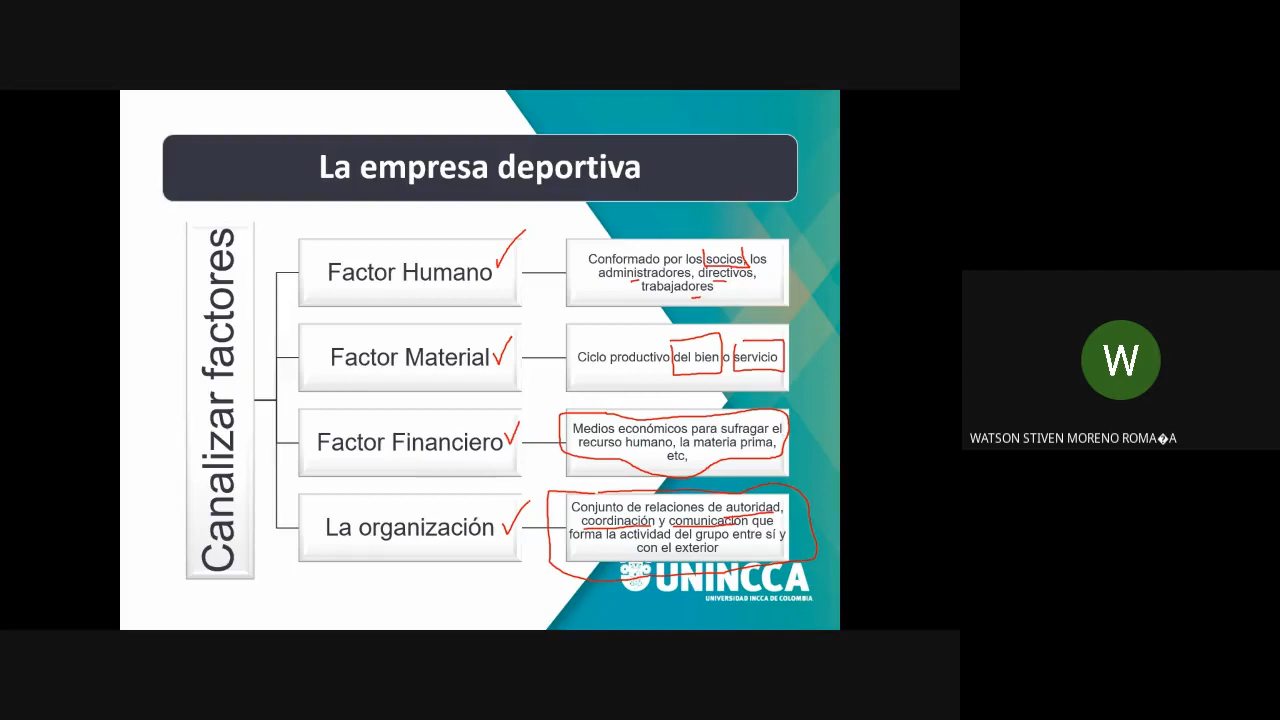 La empresa deportiva
Canalizar factores
Factor Humano
Conformado por los socios, los
administradores, directivos,
trabajadores
Factor Material
Ciclo productivo del bien o servicio
Factor Financiero
Medios económicos para sufragar el
recurso humano, la materia prima,
etc,
La organización
Conjunto de relaciones de autoridad,
coordinación y comunicación que
forma la actividad del grupo entre sí y
con el exterior
UNINCCA
UNIVERSIDAD INCCA DE COLOMBIA
W
WATSON STIVEN MORENO ROMA�A